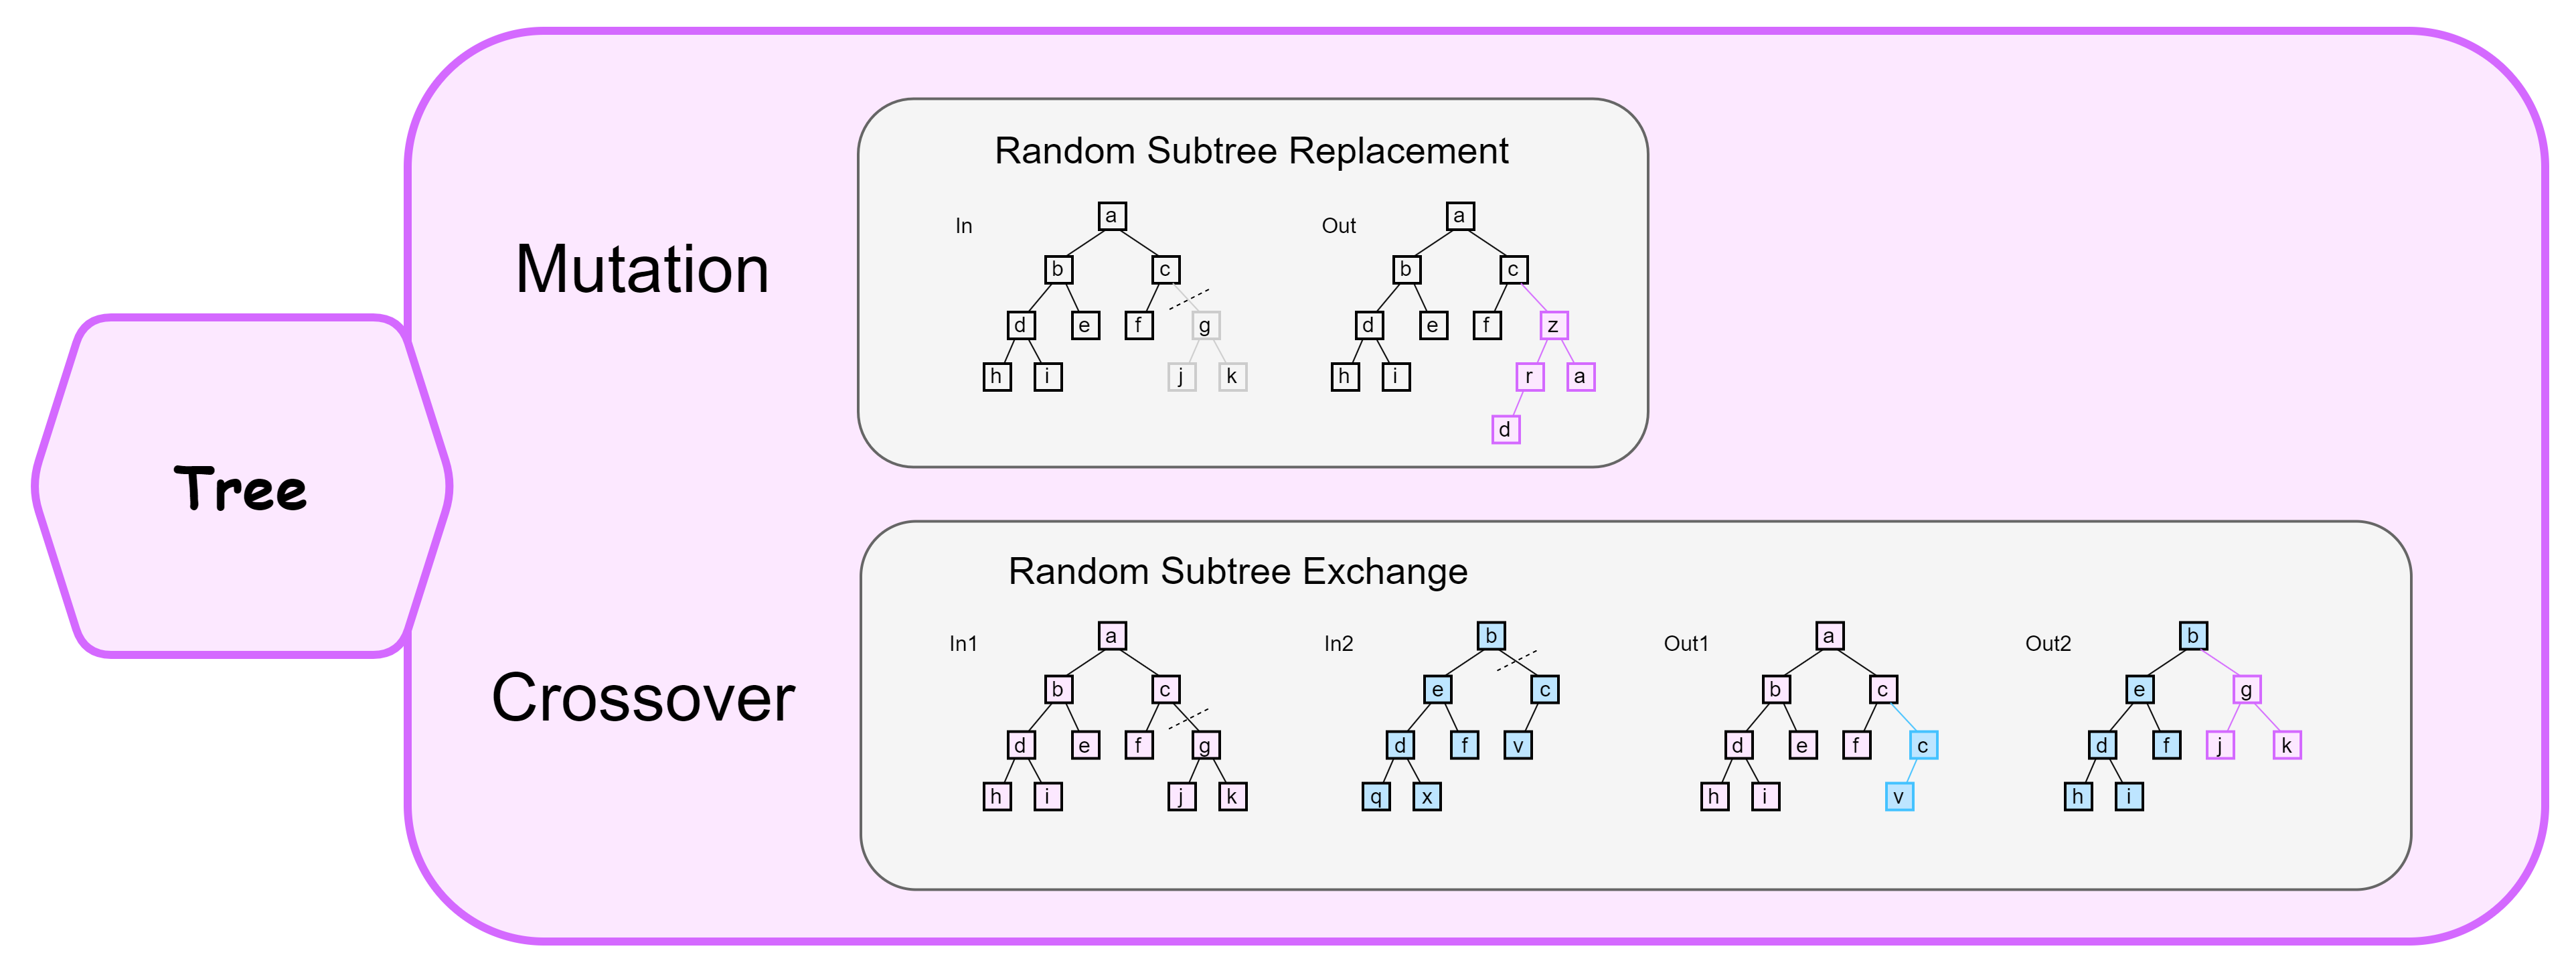 Tree
Mutation
Random Subtree Replacement
In
a
b c
d e f g
h i j k
Out
a
b c
d e f z
h i r a
d
Crossover
Random Subtree Exchange
In1
a
b c
d e f g
h i j k
In2
b
e c
d f v
q x
Out1
a
b c
d e f c
h i v
Out2
b
e g
d f j k
h i